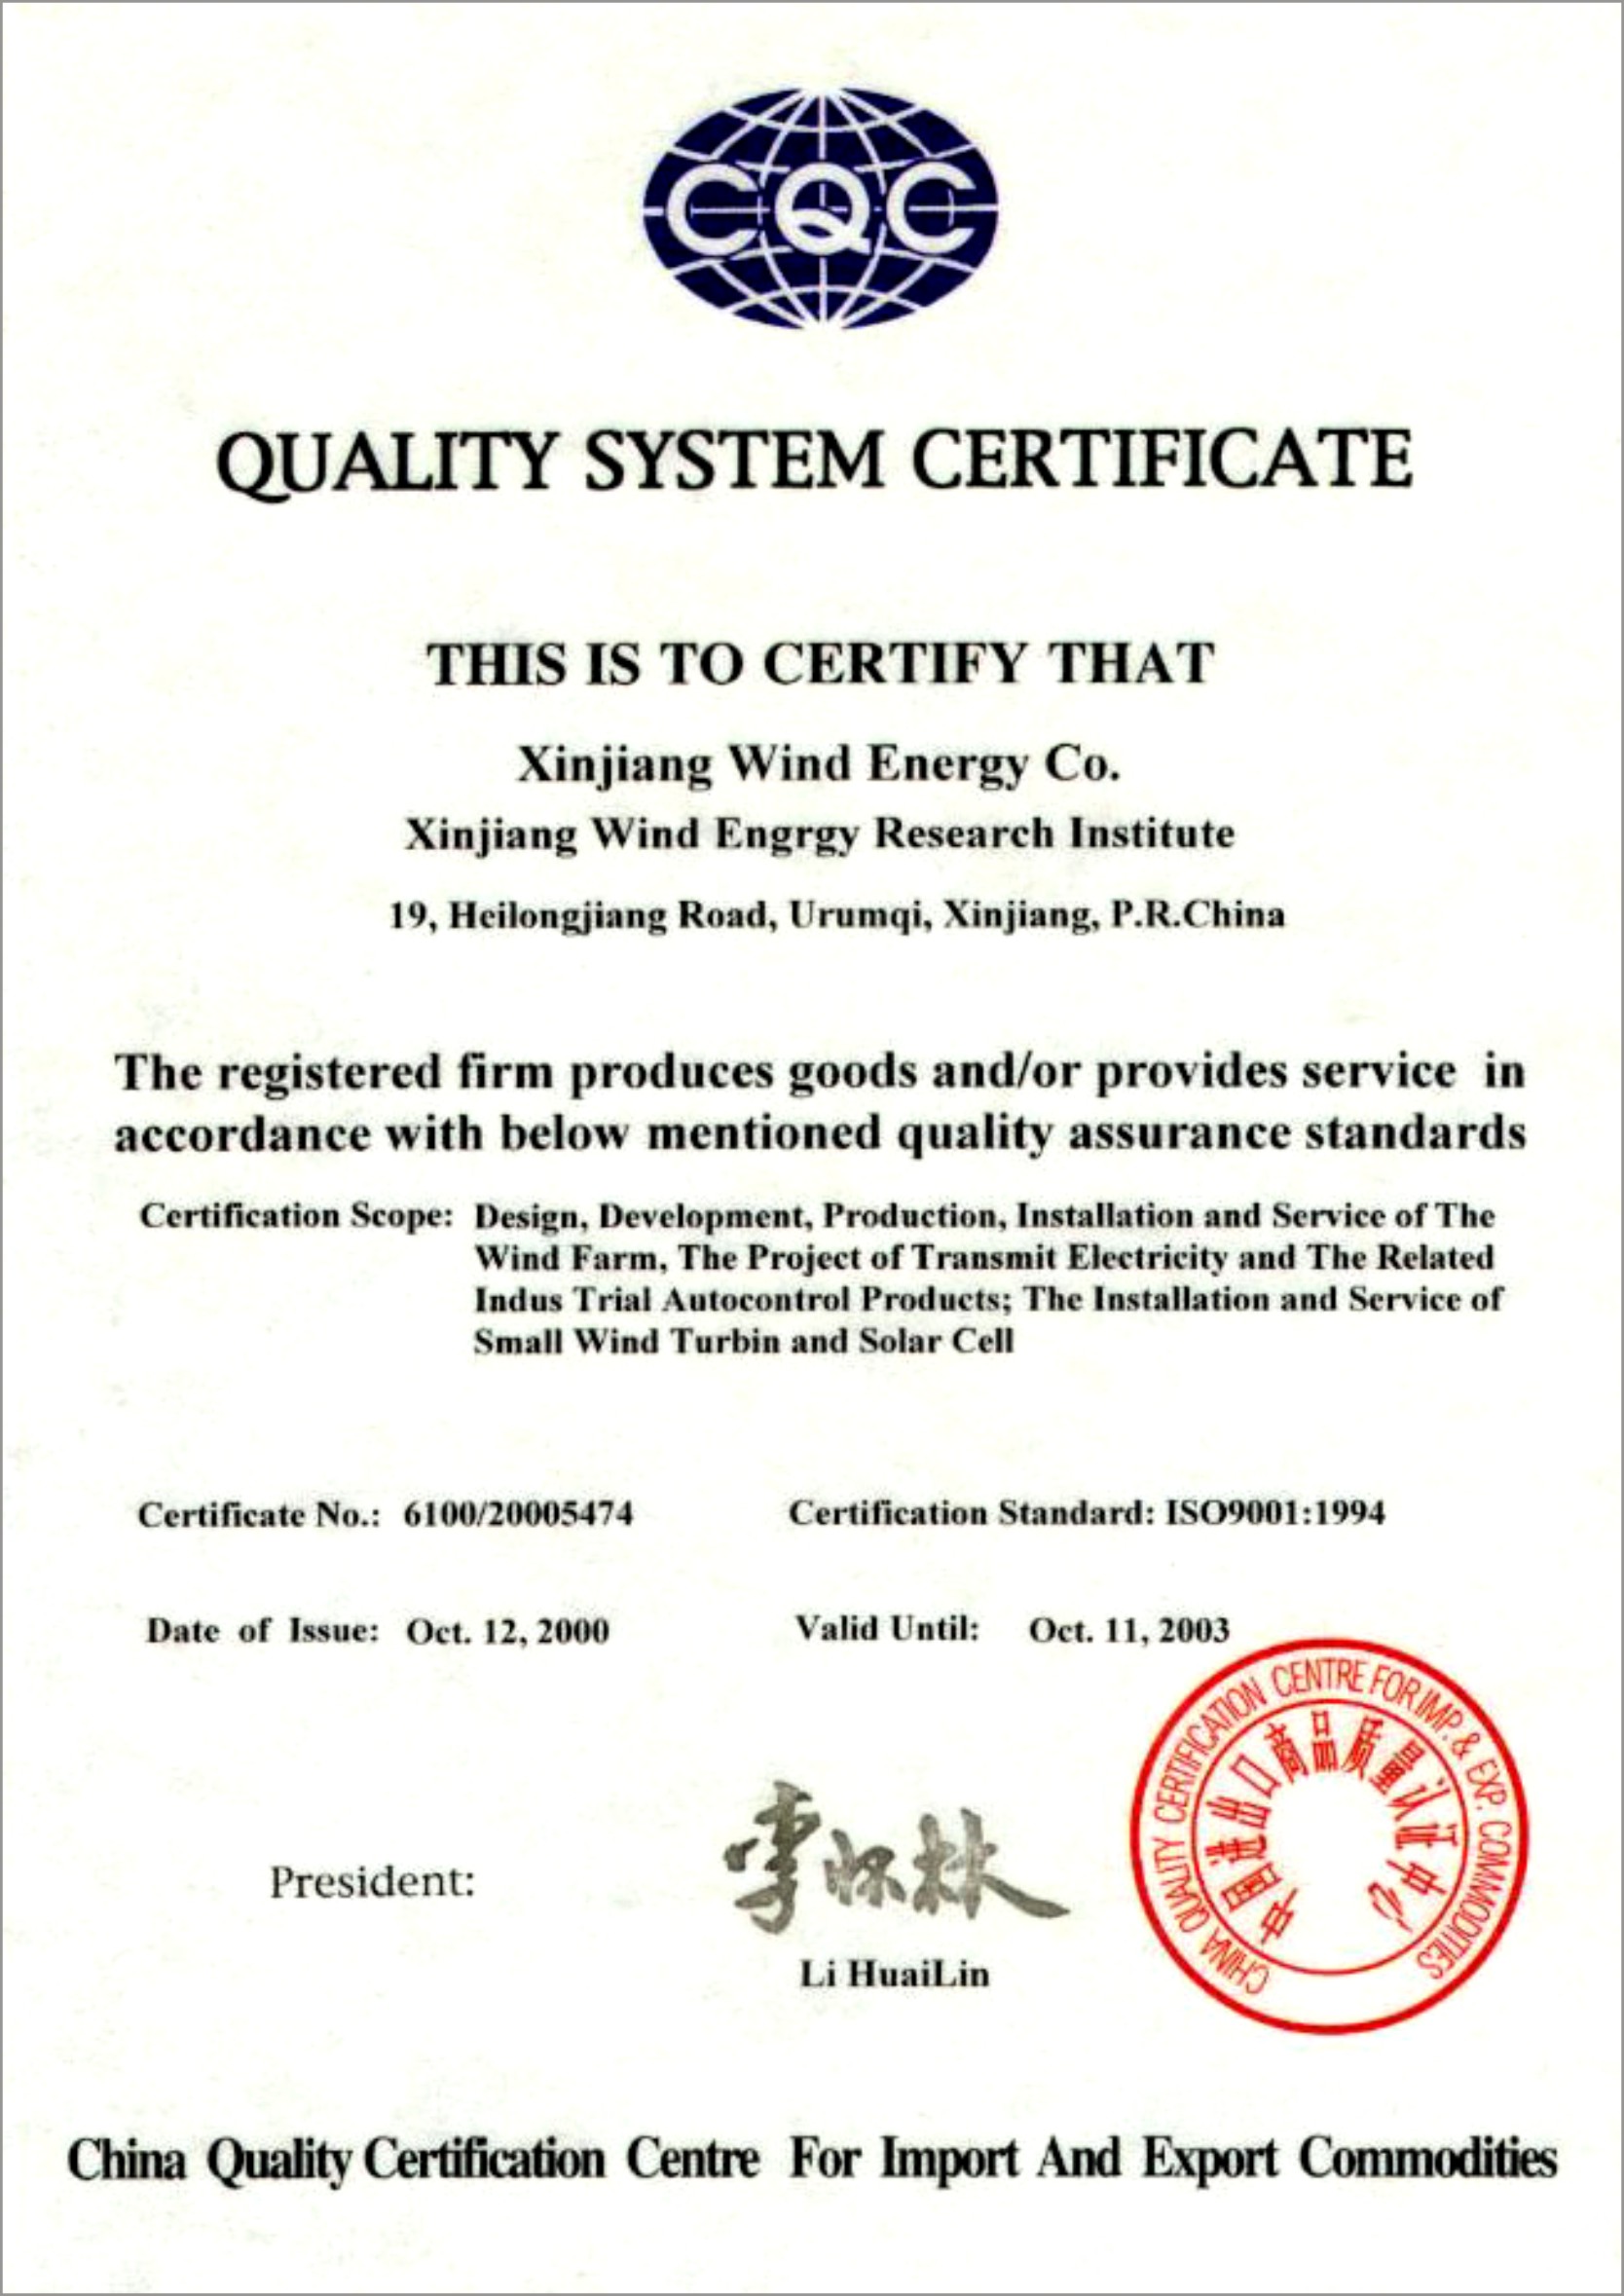 CQC
QUALITY SYSTEM CERTIFICATE
THIS IS TO CERTIFY THAT
Xinjiang Wind Energy Co.
Xinjiang Wind Engrgy Research Institute
19, Heilongjiang Road, Urumqi, Xinjiang, P.R.China
The registered firm produces goods and/or provides service in
accordance with below mentioned quality assurance standards
Certification Scope: Design, Development, Production, Installation and Service of The
Wind Farm, The Project of Transmit Electricity and The Related
Indus Trial Autocontrol Products; The Installation and Service of
Small Wind Turbin and Solar Cell
Certificate No.: 6100/20005474 Certification Standard: ISO9001:1994
Date of Issue: Oct. 12, 2000 Valid Until: Oct. 11, 2003
CHINA QUALITY CERTIFICATION CENTRE FOR IMP. & EXP. COMMODITIES
中国进出口商品质量认证中心
President: 李怀林
Li HuaiLin
China Quality Certification Centre For Import And Export Commodities